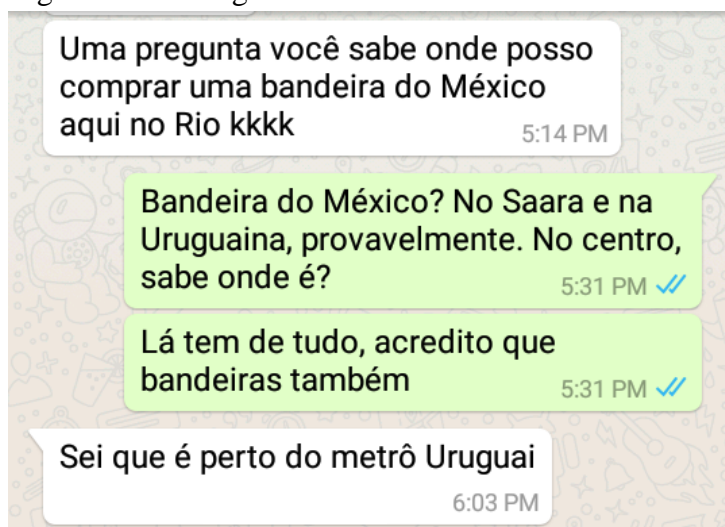 Uma pregunta você sabe onde posso
comprar uma bandeira do México
aqui no Rio kkkk
5:14 PM
Bandeira do México? No Saara e na
Uruguaina, provavelmente. No centro,
sabe onde é?
5:31 PM
Lá tem de tudo, acredito que
bandeiras também
5:31 PM
Sei que é perto do metrô Uruguai
6:03 PM